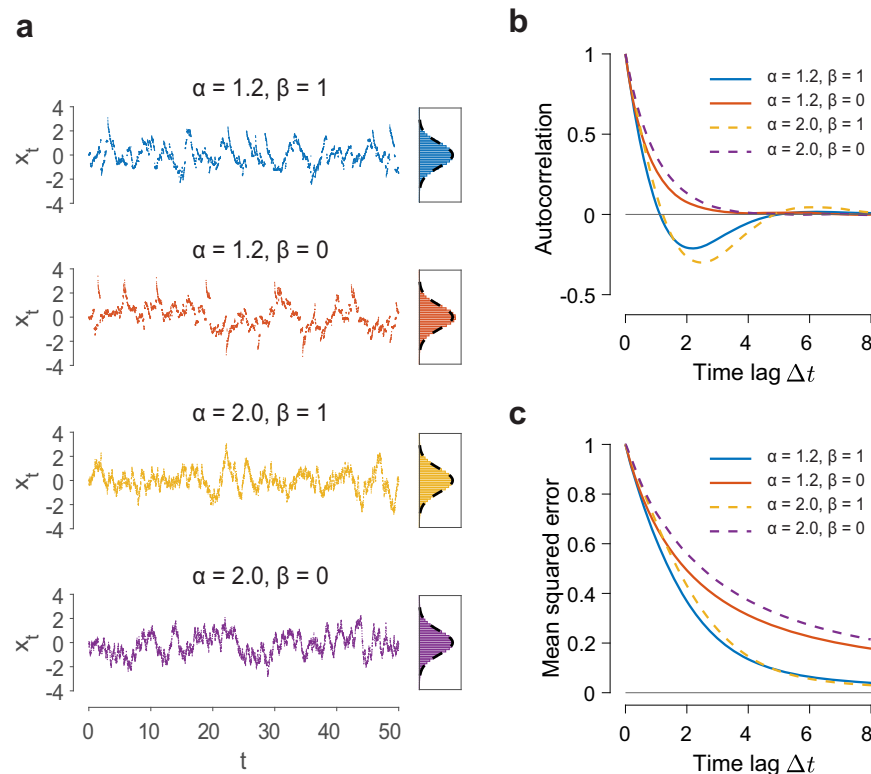 a
α = 1.2, β = 1
4
2
0
-2
-4
x_t
α = 1.2, β = 0
4
2
0
-2
-4
x_t
α = 2.0, β = 1
4
2
0
-2
-4
x_t
α = 2.0, β = 0
4
2
0
-2
-4
x_t
0 10 20 30 40 50
t
b
1
0.5
0
-0.5
Autocorrelation
α = 1.2, β = 1
α = 1.2, β = 0
α = 2.0, β = 1
α = 2.0, β = 0
0 2 4 6 8
Time lag Δt
c
1
0.8
0.6
0.4
0.2
0
Mean squared error
α = 1.2, β = 1
α = 1.2, β = 0
α = 2.0, β = 1
α = 2.0, β = 0
0 2 4 6 8
Time lag Δt